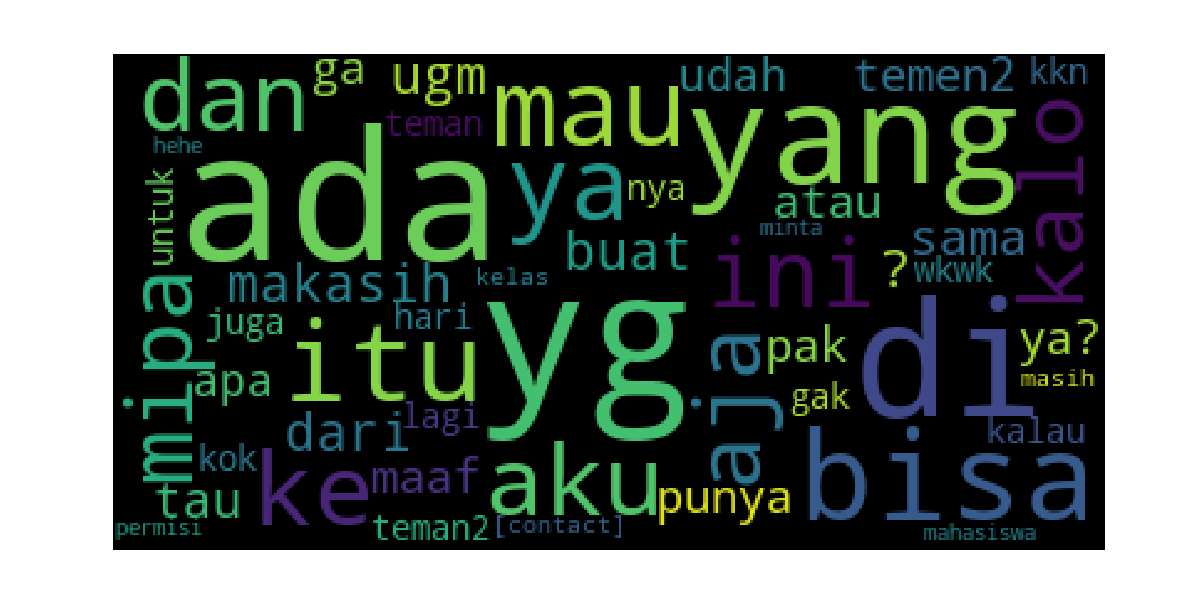 dan
ga
ugm
mau
udah
temen2
kkn
teman
yang
kalo
hehe
ada
ya
nya
atau
untuk
minta
sama
buat
ini
?
wkwk
makasih
kelas
mipa
juga
hari
itu
yg
aja
pak
di
ya?
apa
gak
masih
dari
lagi
kalau
kok
ke
maaf
aku
bisa
tau
punya
permisi
teman2
[contact]
mahasiswa